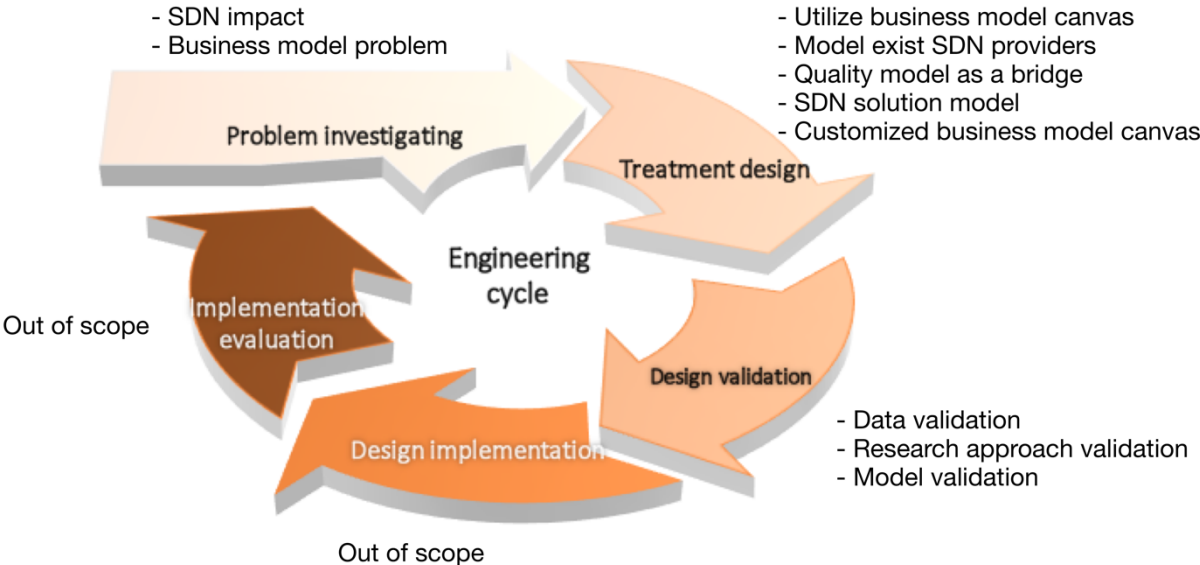 - SDN impact
- Business model problem
- Utilize business model canvas
- Model exist SDN providers
- Quality model as a bridge
- SDN solution model
- Customized business model canvas
Problem investigating
Treatment design
Engineering
cycle
Implementation
evaluation
Out of scope
Design validation
- Data validation
- Research approach validation
- Model validation
Design implementation
Out of scope